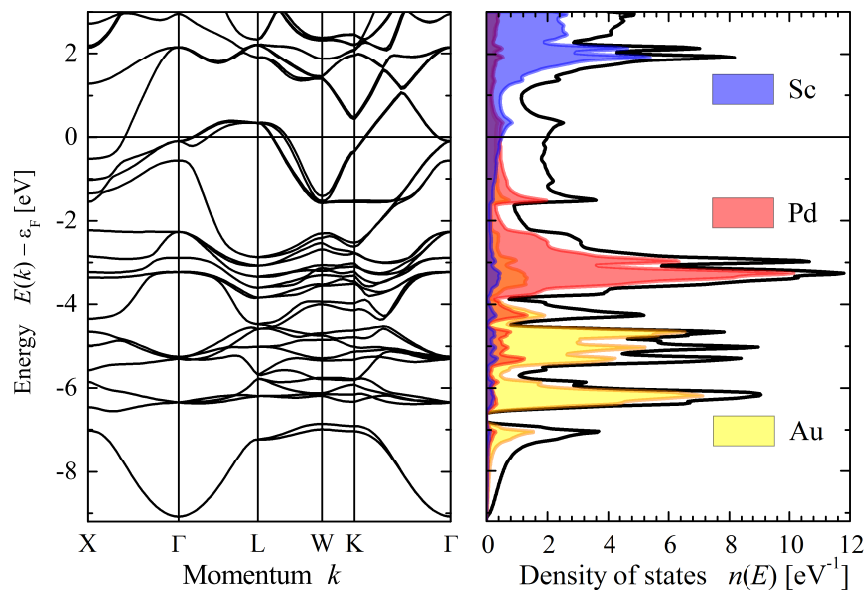 2
0
-2
-4
-6
-8
Energy E(k) − εF [eV]
X Γ L W K Γ
Momentum k
Sc
Pd
Au
0 2 4 6 8 10 12
Density of states n(E) [eV-1]